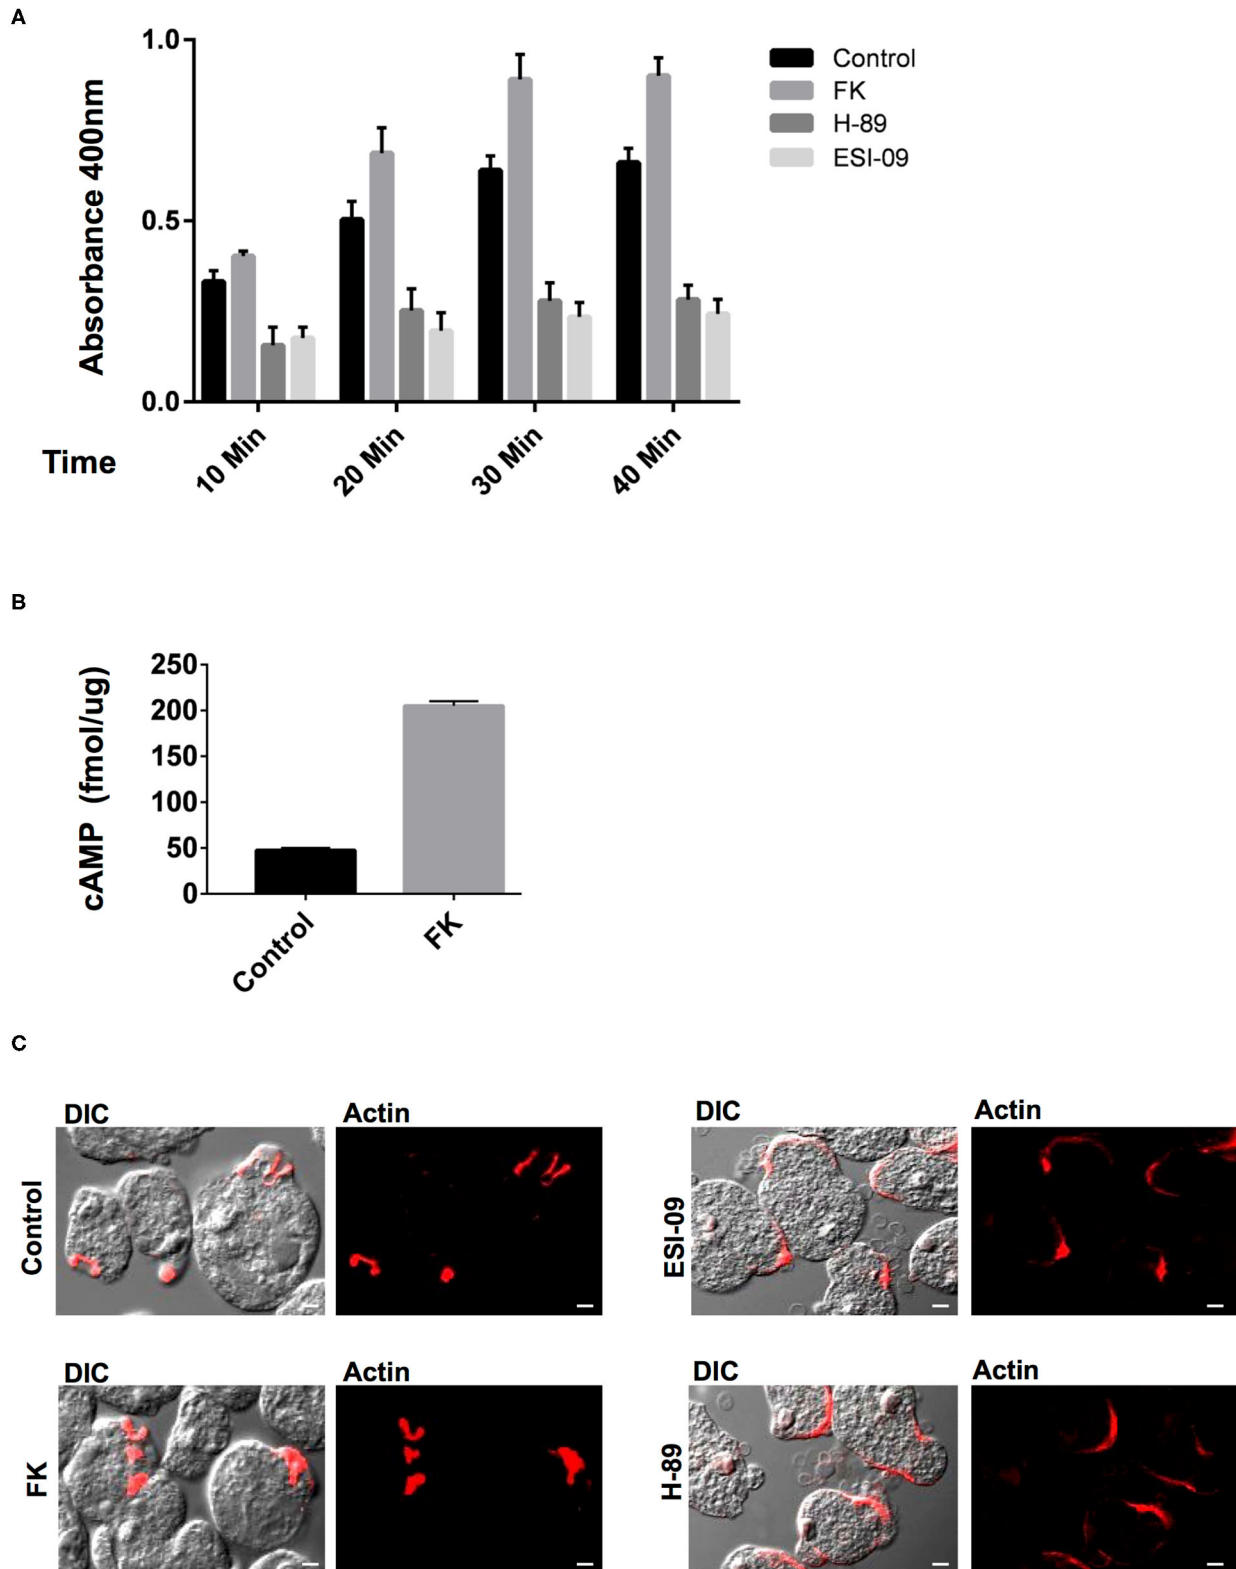 A
1.0
0.5
0.0
Absorbance 400nm
Control
FK
H-89
ESI-09
Time
10 Min
20 Min
30 Min
40 Min
B
250
200
150
100
50
0
cAMP (fmol/ug)
Control
FK
C
DIC
Actin
DIC
Actin
Control
ESI-09
DIC
Actin
DIC
Actin
FK
H-89